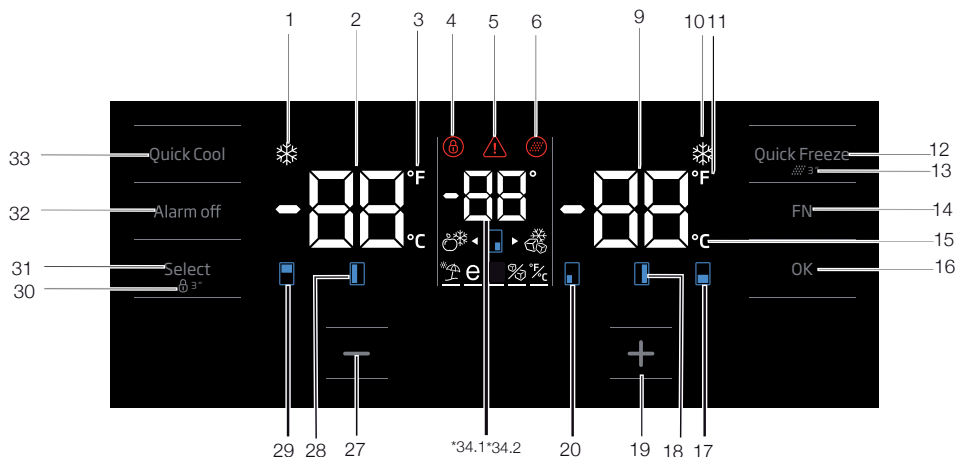 1 2 3 4 5 6 9 10 11
33 Quick Cool °F °F Quick Freeze 12
3" 13
-88 -88° -88
32 Alarm off FN 14
°C °C 15
31 Select e % °F/°C OK 16
30 3"
29 28 27 *34.1*34.2 20 19 18 17